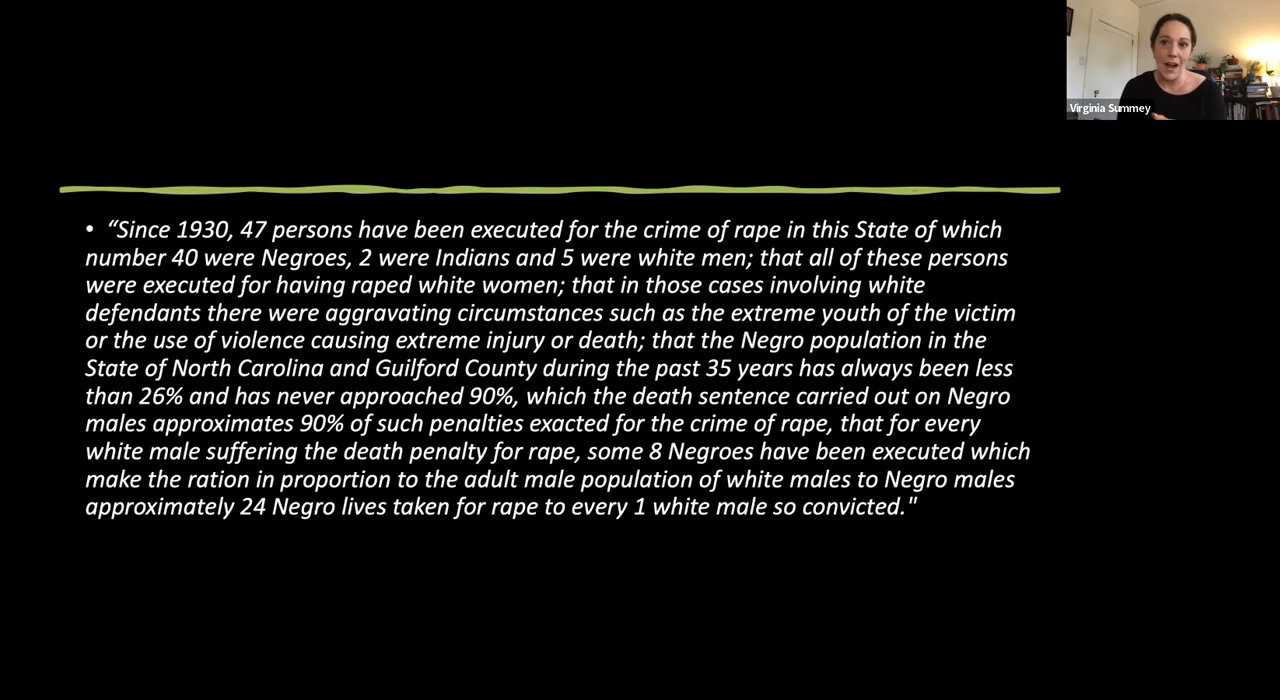 Virginia Summey
• “Since 1930, 47 persons have been executed for the crime of rape in this State of which
number 40 were Negroes, 2 were Indians and 5 were white men; that all of these persons
were executed for having raped white women; that in those cases involving white
defendants there were aggravating circumstances such as the extreme youth of the victim
or the use of violence causing extreme injury or death; that the Negro population in the
State of North Carolina and Guilford County during the past 35 years has always been less
than 26% and has never approached 90%, which the death sentence carried out on Negro
males approximates 90% of such penalties exacted for the crime of rape, that for every
white male suffering the death penalty for rape, some 8 Negroes have been executed which
make the ration in proportion to the adult male population of white males to Negro males
approximately 24 Negro lives taken for rape to every 1 white male so convicted."